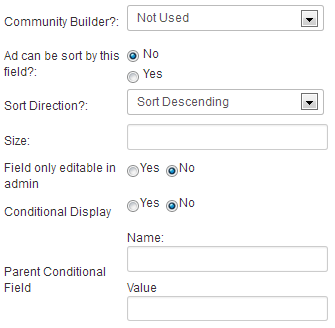 Community Builder?: Not Used
Ad can be sort by this No
field?:
Yes
Sort Direction?: Sort Descending
Size:
Field only editable in Yes No
admin
Conditional Display Yes No
Name:
Parent Conditional
Field
Value